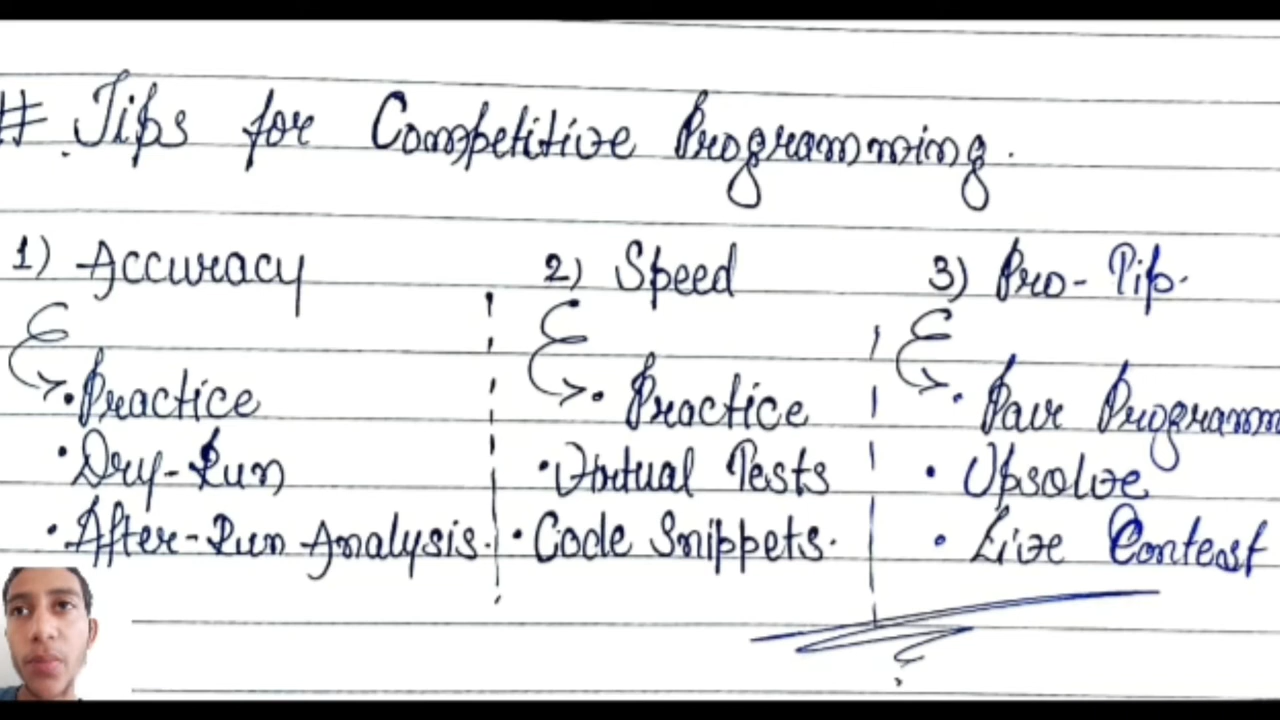 # Tips for Competitive Programming.
1) Accuracy
• Practice
• Dry-Run
• After-Run Analysis.
2) Speed
• Practice
• Virtual Tests
• Code Snippets.
3) Pro-Tip.
• Pair Programm
• Upsolve
• Live Contest